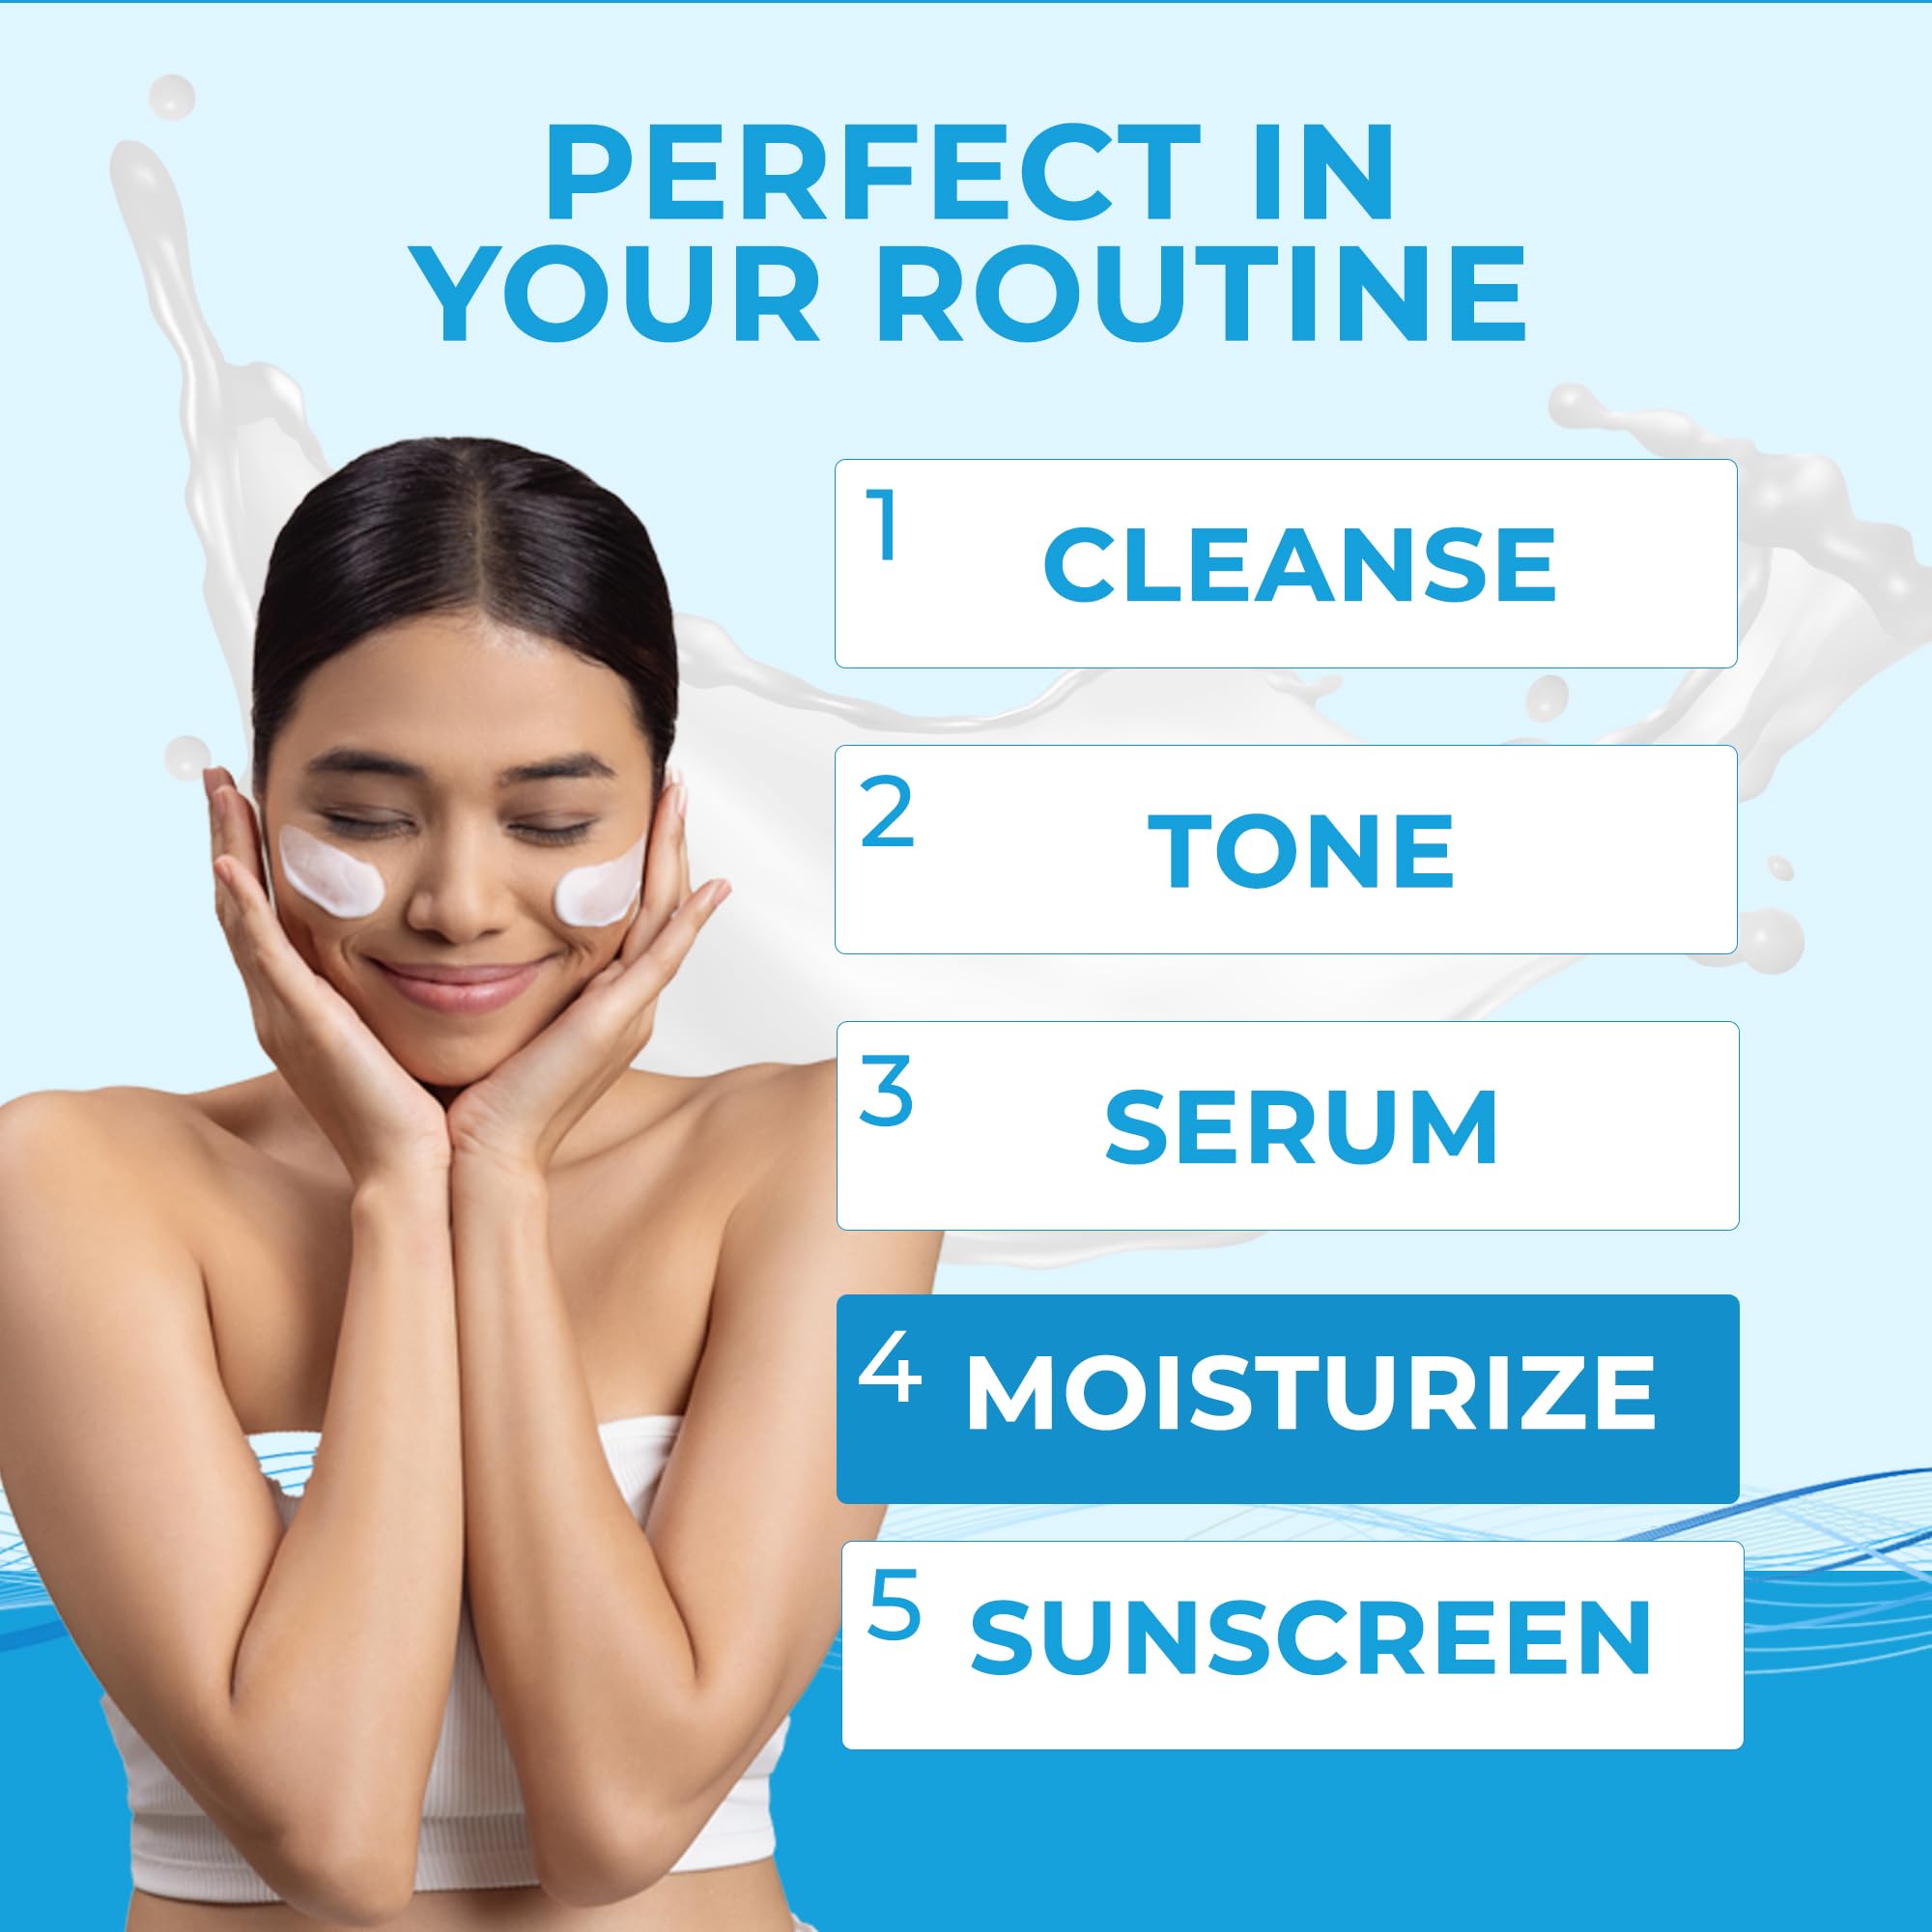 PERFECT IN
YOUR ROUTINE
1 CLEANSE
2 TONE
3 SERUM
4 MOISTURIZE
5 SUNSCREEN